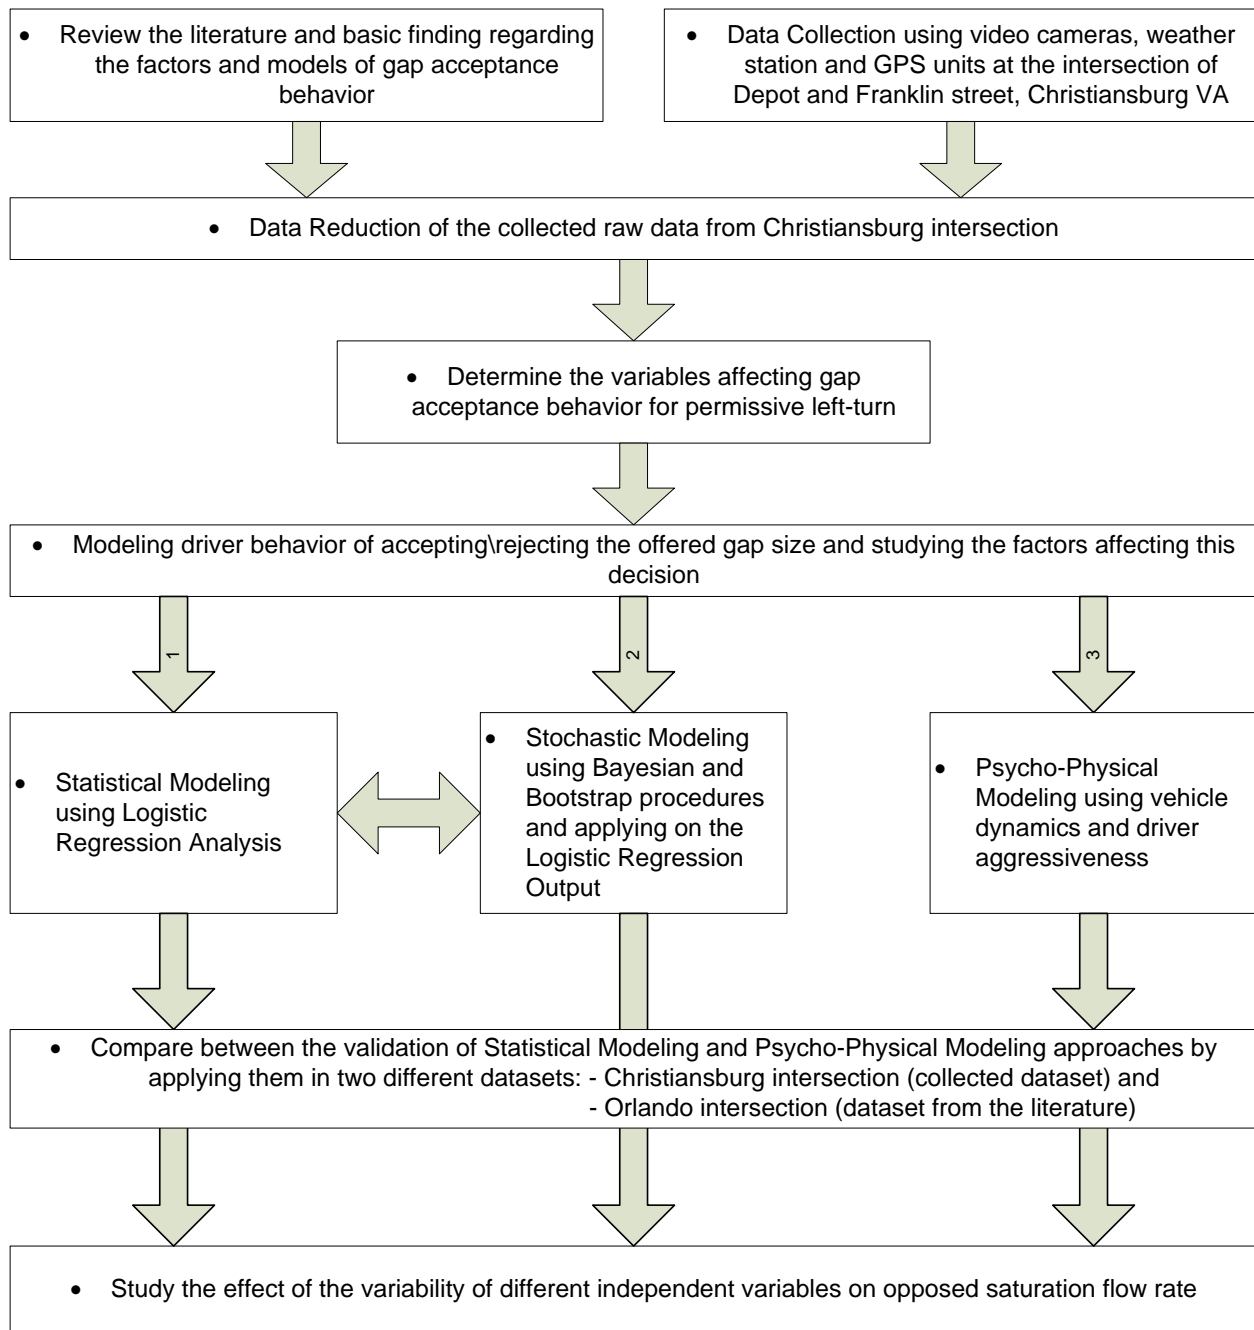 • Review the literature and basic finding regarding
the factors and models of gap acceptance
behavior
• Data Collection using video cameras, weather
station and GPS units at the intersection of
Depot and Franklin street, Christiansburg VA
• Data Reduction of the collected raw data from Christiansburg intersection
• Determine the variables affecting gap
acceptance behavior for permissive left-turn
• Modeling driver behavior of accepting\rejecting the offered gap size and studying the factors affecting this
decision
1
2
3
• Statistical Modeling
using Logistic
Regression Analysis
• Stochastic Modeling
using Bayesian and
Bootstrap procedures
and applying on the
Logistic Regression
Output
• Psycho-Physical
Modeling using vehicle
dynamics and driver
aggressiveness
• Compare between the validation of Statistical Modeling and Psycho-Physical Modeling approaches by
applying them in two different datasets: - Christiansburg intersection (collected dataset) and
- Orlando intersection (dataset from the literature)
• Study the effect of the variability of different independent variables on opposed saturation flow rate